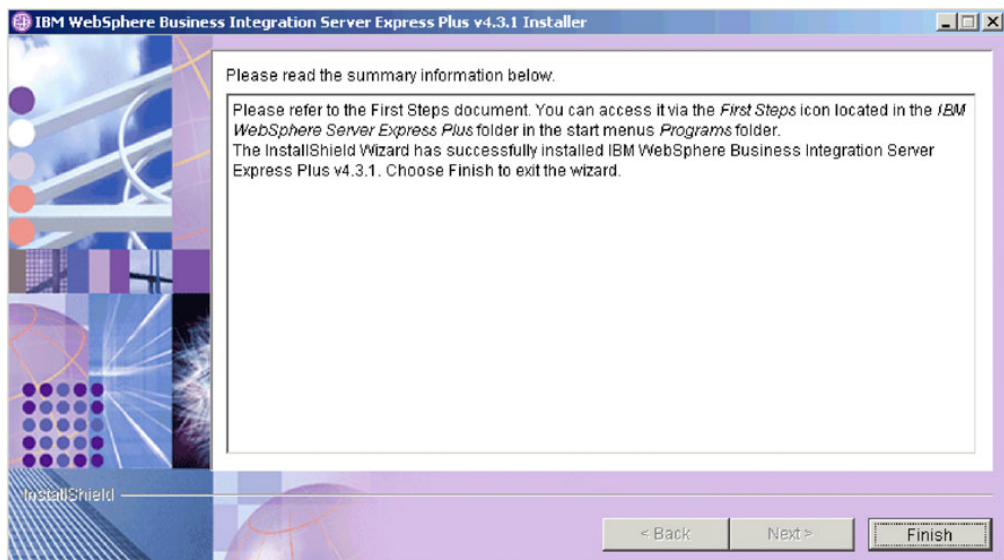 IBM WebSphere Business Integration Server Express Plus v4.3.1 Installer
Please read the summary information below.
Please refer to the First Steps document. You can access it via the First Steps icon located in the IBM
WebSphere Server Express Plus folder in the start menus Programs folder.
The InstallShield Wizard has successfully installed IBM WebSphere Business Integration Server
Express Plus v4.3.1. Choose Finish to exit the wizard.
InstallShield
< Back
Next >
Finish